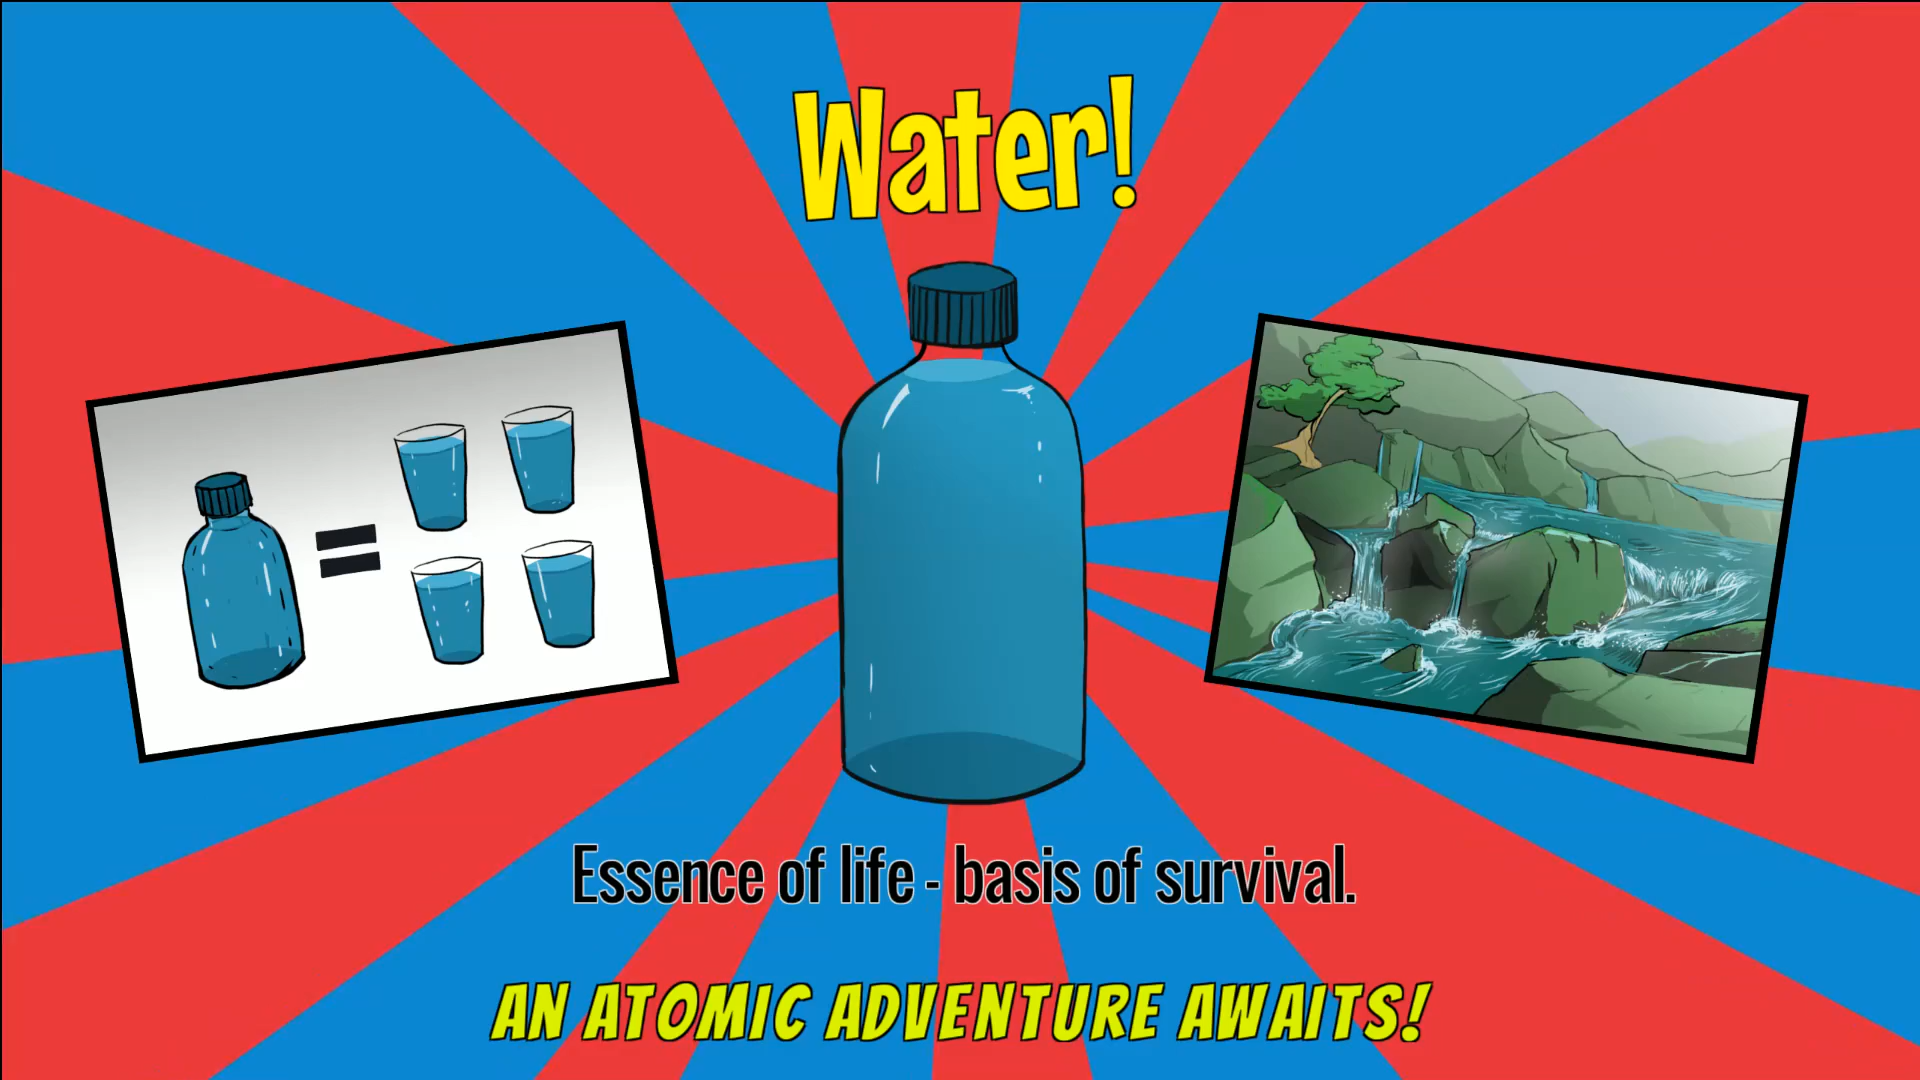 Water!
Essence of life - basis of survival.
AN ATOMIC ADVENTURE AWAITS!